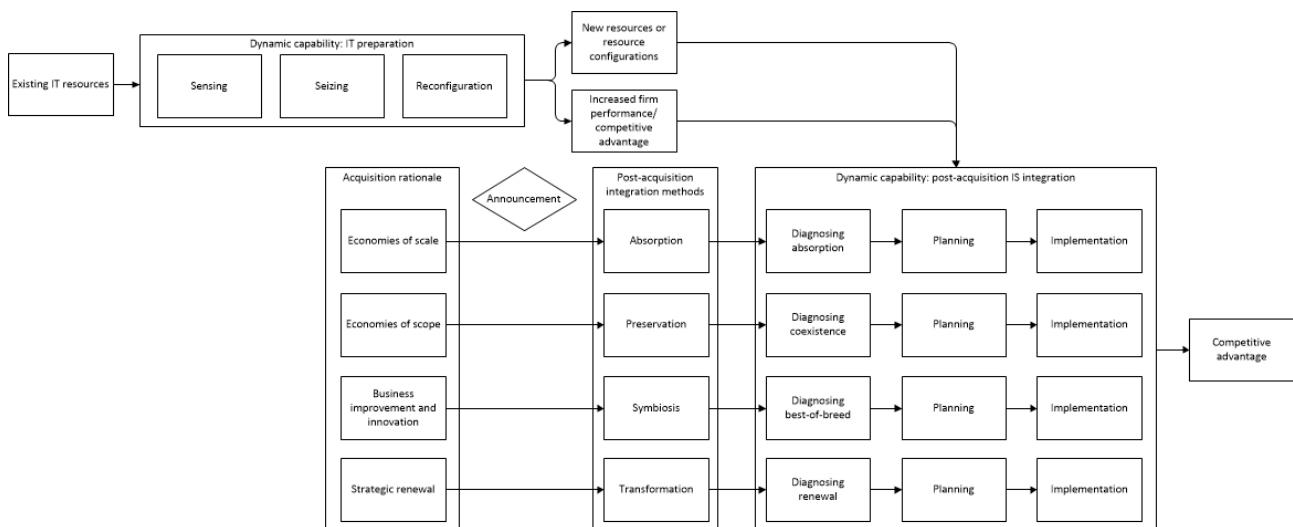 Existing IT resources
Dynamic capability: IT preparation
Sensing
Seizing
Reconfiguration
New resources or
resource
configurations
Increased firm
performance/
competitive
advantage
Acquisition rationale
Announcement
Post-acquisition
integration methods
Dynamic capability: post-acquisition IS integration
Economies of scale
Absorption
Diagnosing
absorption
Planning
Implementation
Economies of scope
Preservation
Diagnosing
coexistence
Planning
Implementation
Business
improvement and
innovation
Symbiosis
Diagnosing
best-of-breed
Planning
Implementation
Strategic renewal
Transformation
Diagnosing
renewal
Planning
Implementation
Competitive
advantage